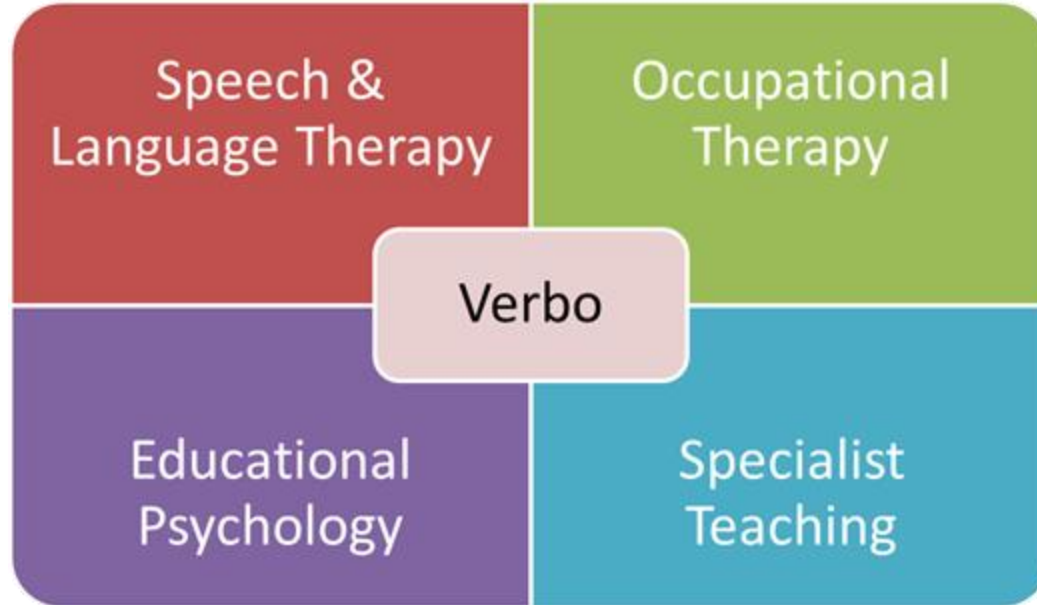 Speech &
Language Therapy
Occupational
Therapy
Verbo
Educational
Psychology
Specialist
Teaching